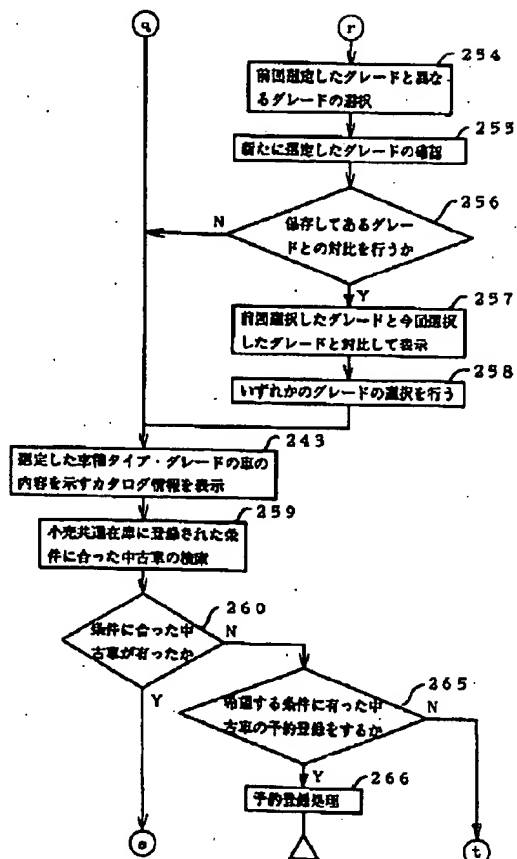 q
r
254
前回選定したグレードと異な
るグレードの選択
255
新たに選定したグレードの確認
256
保存してあるグレー
ドとの対比を行うか
N
Y
257
前回選択したグレードと今回選択
したグレードと対比して表示
258
いずれかのグレードの選択を行う
243
選定した車種タイプ・グレードの車の
内容を示すカタログ情報を表示
259
小売共通在庫に登録された条
件に合った中古車の検索
260
条件に合った中
古車が有ったか
N
Y
265
希望する条件に有った中
古車の予約登録をするか
N
Y
266
予約登録処理
t